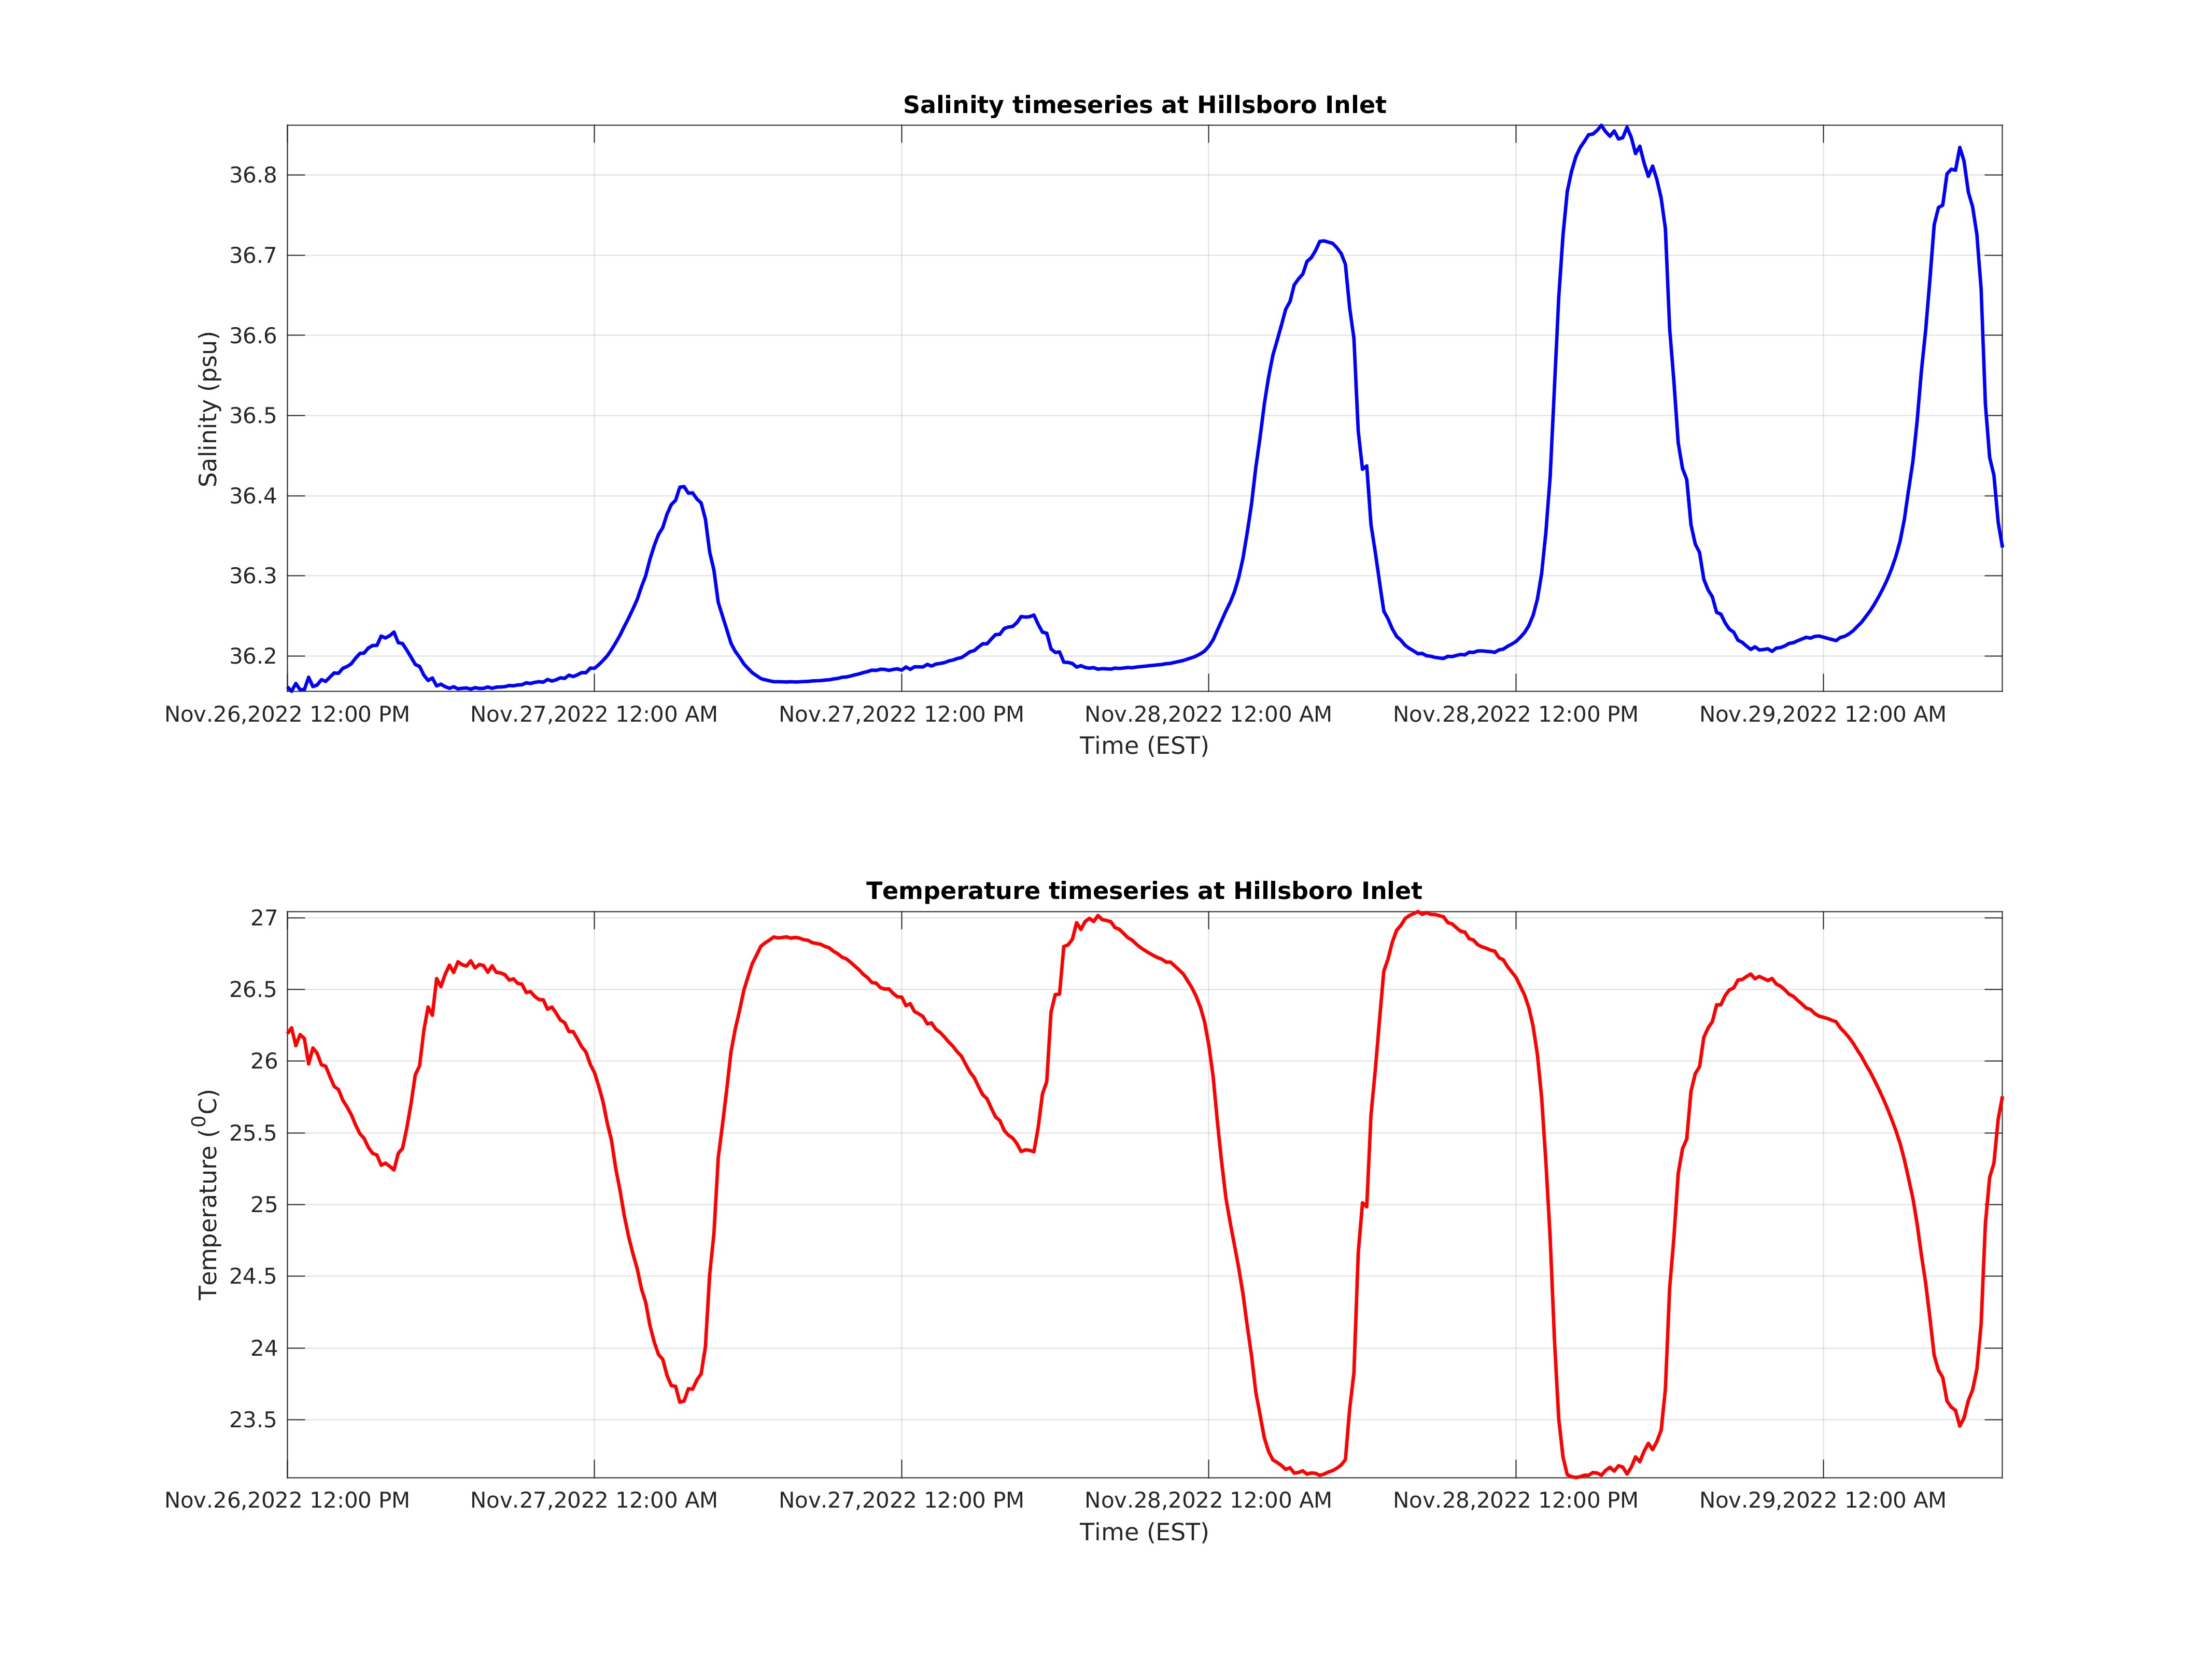 Salinity timeseries at Hillsboro Inlet
Salinity (psu)
36.8
36.7
36.6
36.5
36.4
36.3
36.2
Nov.26,2022 12:00 PM Nov.27,2022 12:00 AM Nov.27,2022 12:00 PM Nov.28,2022 12:00 AM Nov.28,2022 12:00 PM Nov.29,2022 12:00 AM
Time (EST)
Temperature timeseries at Hillsboro Inlet
Temperature (⁰C)
27
26.5
26
25.5
25
24.5
24
23.5
Nov.26,2022 12:00 PM Nov.27,2022 12:00 AM Nov.27,2022 12:00 PM Nov.28,2022 12:00 AM Nov.28,2022 12:00 PM Nov.29,2022 12:00 AM
Time (EST)